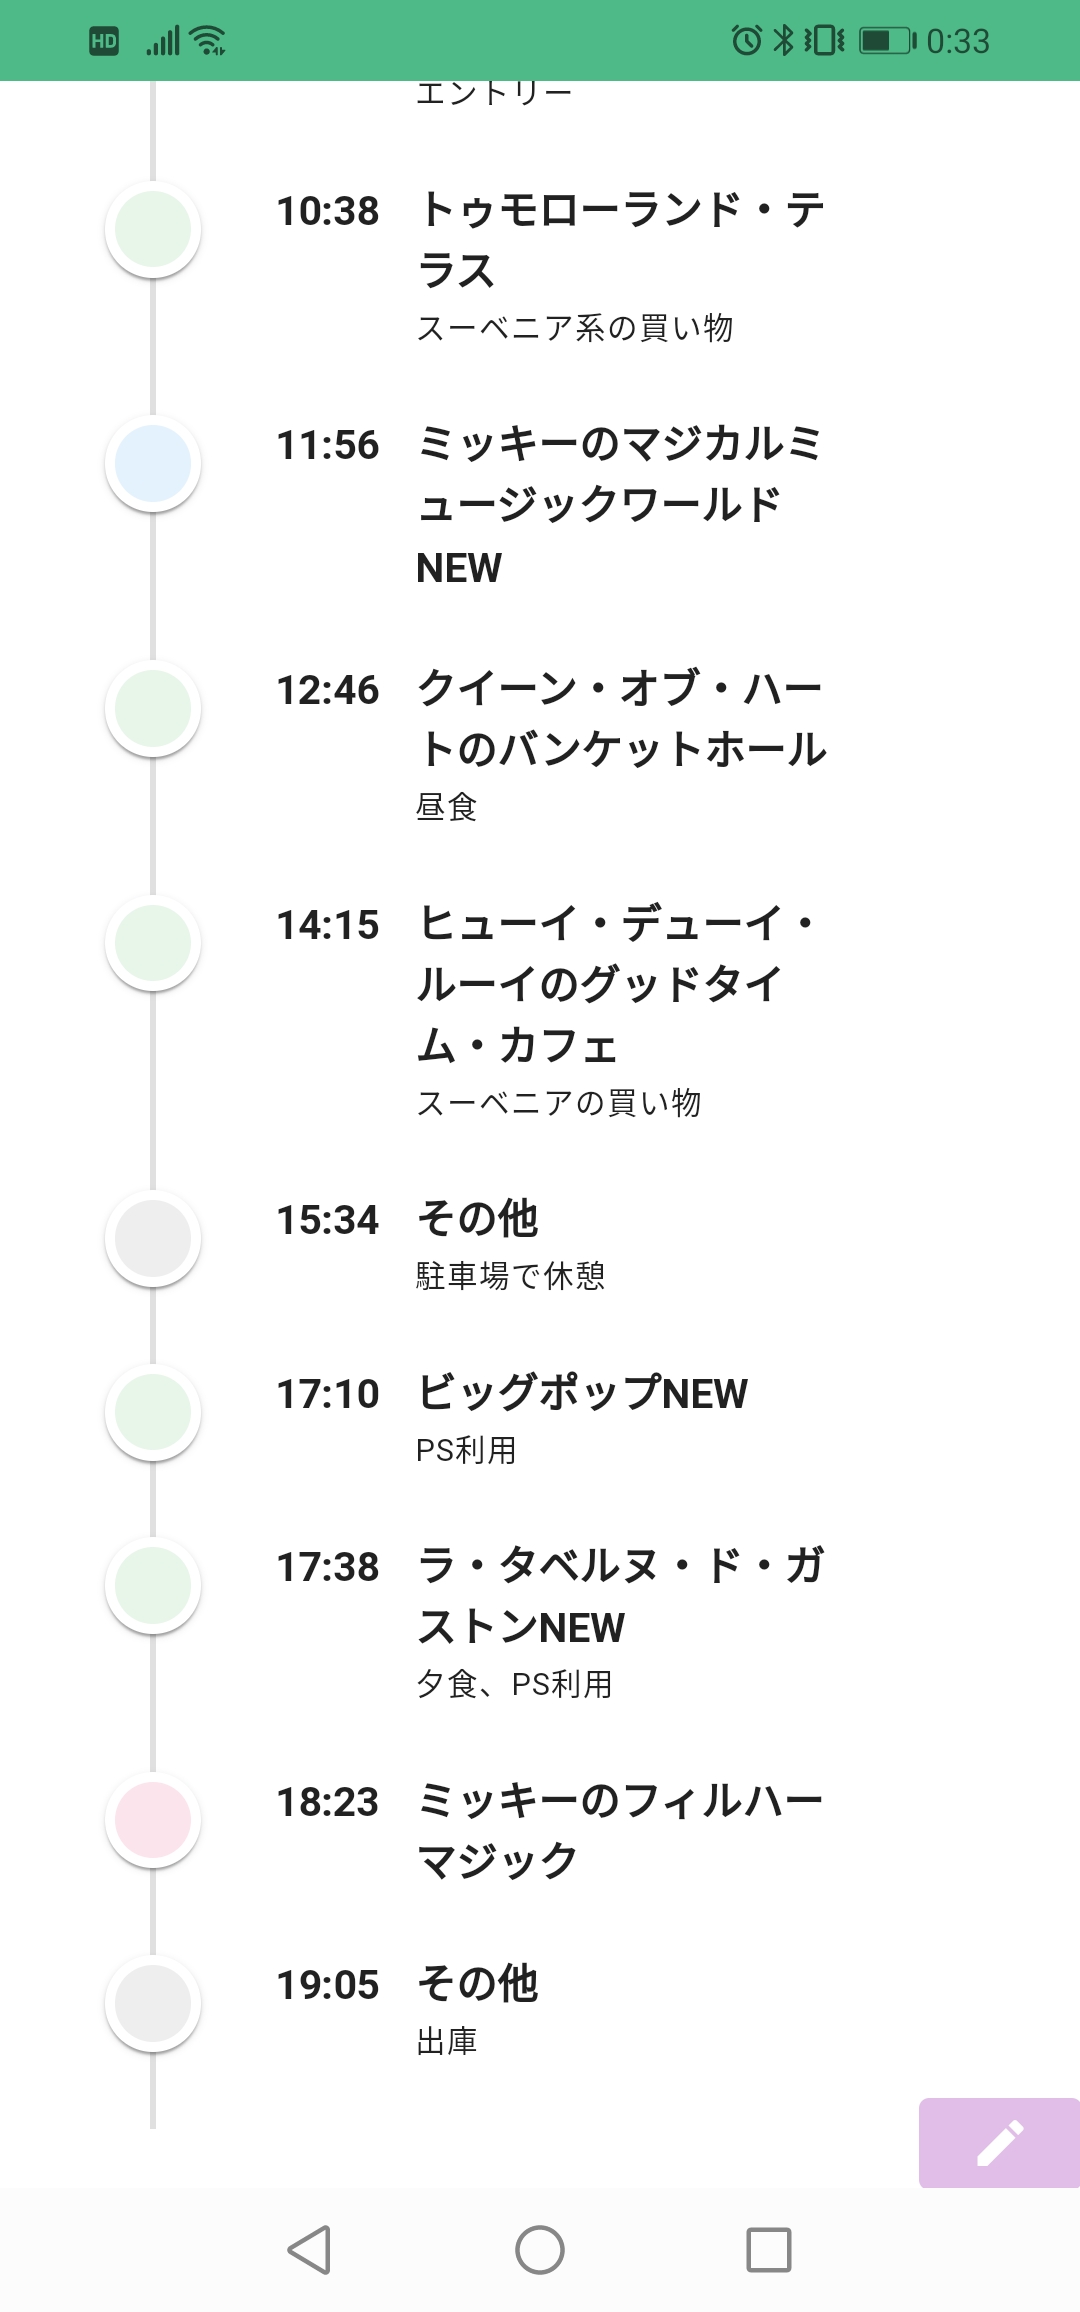 HD 0:33
エントリー
10:38 トゥモローランド・テ
ラス
スーベニア系の買い物
11:56 ミッキーのマジカルミ
ュージックワールド
NEW
12:46 クイーン・オブ・ハー
トのバンケットホール
昼食
14:15 ヒューイ・デューイ・
ルーイのグッドタイ
ム・カフェ
スーベニアの買い物
15:34 その他
駐車場で休憩
17:10 ビッグポップNEW
PS利用
17:38 ラ・タベルヌ・ド・ガ
ストンNEW
夕食、PS利用
18:23 ミッキーのフィルハー
マジック
19:05 その他
出庫